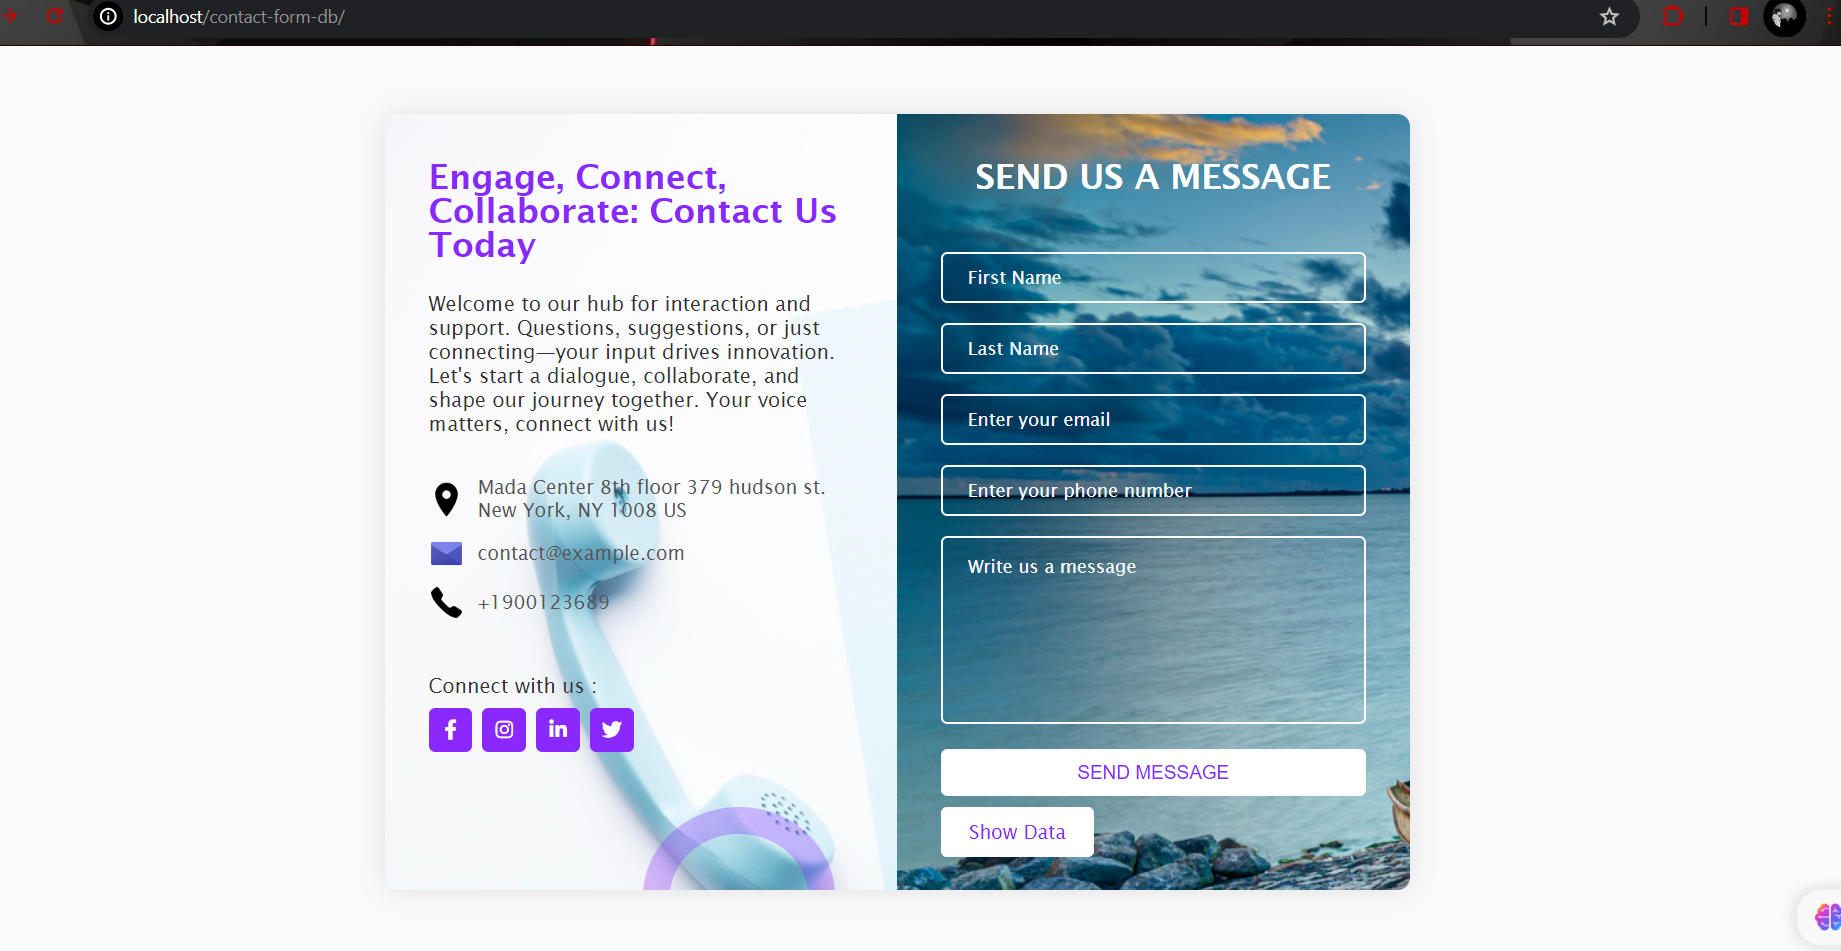 localhost/contact-form-db/
Engage, Connect,
Collaborate: Contact Us
Today
Welcome to our hub for interaction and
support. Questions, suggestions, or just
connecting—your input drives innovation.
Let's start a dialogue, collaborate, and
shape our journey together. Your voice
matters, connect with us!
Mada Center 8th floor 379 hudson st.
New York, NY 1008 US
contact@example.com
+1900123689
Connect with us :
SEND US A MESSAGE
First Name
Last Name
Enter your email
Enter your phone number
Write us a message
SEND MESSAGE
Show Data